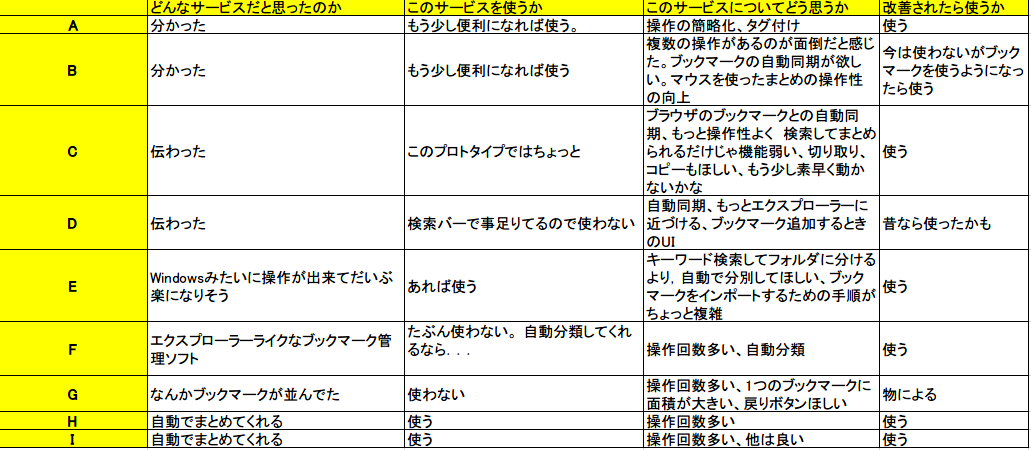 どんなサービスだと思ったのか このサービスを使うか このサービスについてどう思うか 改善されたら使うか
A 分かった もう少し便利になれば使う。 操作の簡略化、タグ付け 使う
B 分かった もう少し便利になれば使う
複数の操作があるのが面倒だと感じ
た。ブックマークの自動同期が欲し
い。マウスを使ったまとめの操作性
の向上
今は使わないがブック
マークを使うようになっ
たら使う
C 伝わった このプロトタイプではちょっと
ブラウザのブックマークとの自動同
期、もっと操作性よく 検索してまとめ
られるだけじゃ機能弱い、切り取り、
コピーもほしい、もう少し素早く動か
ないかな
使う
D 伝わった 検索バーで事足りてるので使わない
自動同期、もっとエクスプローラーに
近づける、ブックマーク追加するとき
のUI
昔なら使ったかも
E
Windowsみたいに操作が出来てだいぶ
楽になりそう
あれば使う
キーワード検索してフォルダに分ける
より，自動で分別してほしい、ブック
マークをインポートするための手順が
ちょっと複雑
使う
F
エクスプローラーライクなブックマーク管
理ソフト
たぶん使わない。 自動分類してくれ
るなら．．．
操作回数多い、自動分類 使う
G なんかブックマークが並んでた 使わない
操作回数多い、1つのブックマークに
面積が大きい、戻りボタンほしい
物による
H 自動でまとめてくれる 使う 操作回数多い 使う
I 自動でまとめてくれる 使う 操作回数多い、他は良い 使う